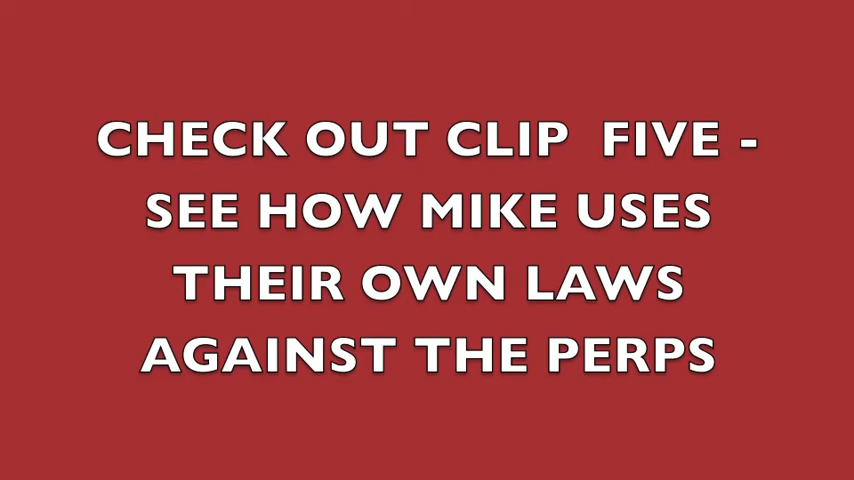 CHECK OUT CLIP  FIVE -
SEE HOW MIKE USES
THEIR OWN LAWS
AGAINST THE PERPS